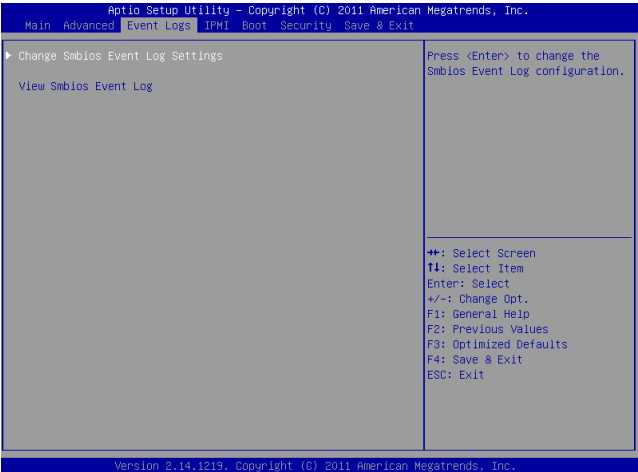 Aptio Setup Utility – Copyright (C) 2011 American Megatrends, Inc.
Main Advanced Event Logs IPMI Boot Security Save & Exit
▶ Change Smbios Event Log Settings
View Smbios Event Log
Press <Enter> to change the
Smbios Event Log configuration.
→←: Select Screen
↑↓: Select Item
Enter: Select
+/-: Change Opt.
F1: General Help
F2: Previous Values
F3: Optimized Defaults
F4: Save & Exit
ESC: Exit
Version 2.14.1219. Copyright (C) 2011 American Megatrends, Inc.